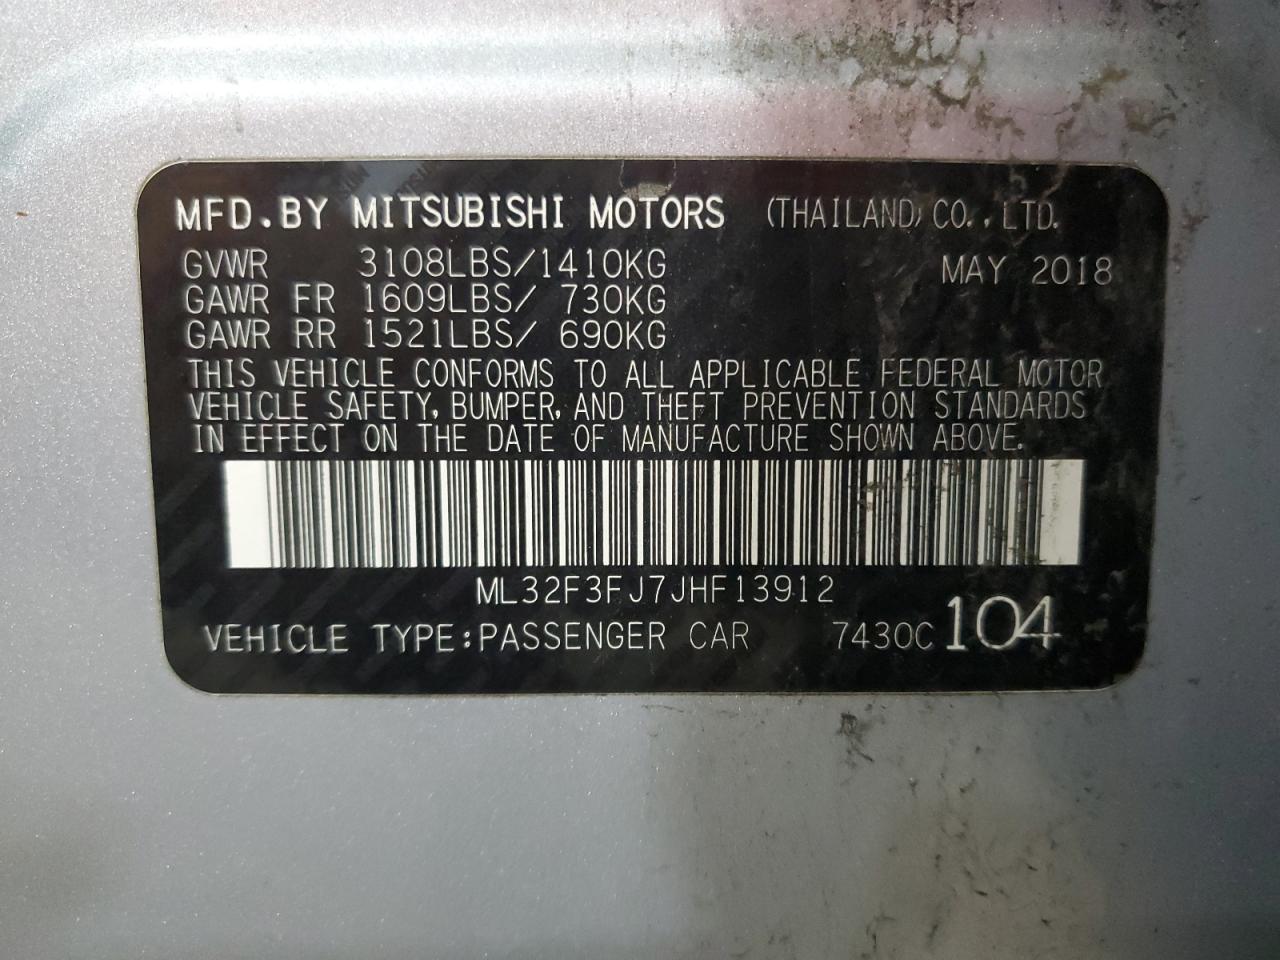 MFD.BY MITSUBISHI MOTORS (THAILAND) CO.,LTD.
GVWR 3108LBS/1410KG MAY 2018
GAWR FR 1609LBS/ 730KG
GAWR RR 1521LBS/ 690KG
THIS VEHICLE CONFORMS TO ALL APPLICABLE FEDERAL MOTOR
VEHICLE SAFETY, BUMPER, AND THEFT PREVENTION STANDARDS
IN EFFECT ON THE DATE OF MANUFACTURE SHOWN ABOVE.
ML32F3FJ7JHF13912
VEHICLE TYPE:PASSENGER CAR 7430C 104